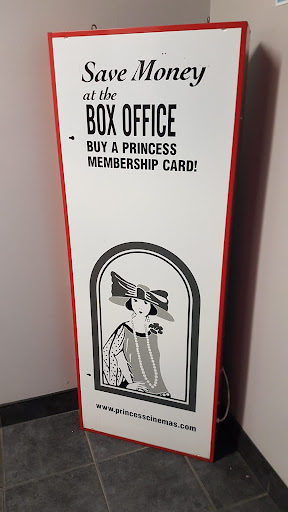 Save Money
at the
BOX OFFICE
BUY A PRINCESS
MEMBERSHIP CARD!
www.princesscinemas.com